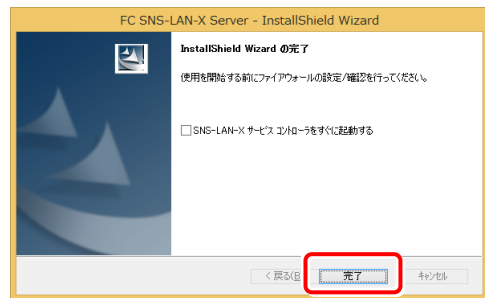 FC SNS-LAN-X Server - InstallShield Wizard
InstallShield Wizard の完了
使用を開始する前にファイアウォールの設定/確認を行ってください。
SNS-LAN-X サービス コントローラをすぐに起動する
< 戻る(B
完了
キャンセル